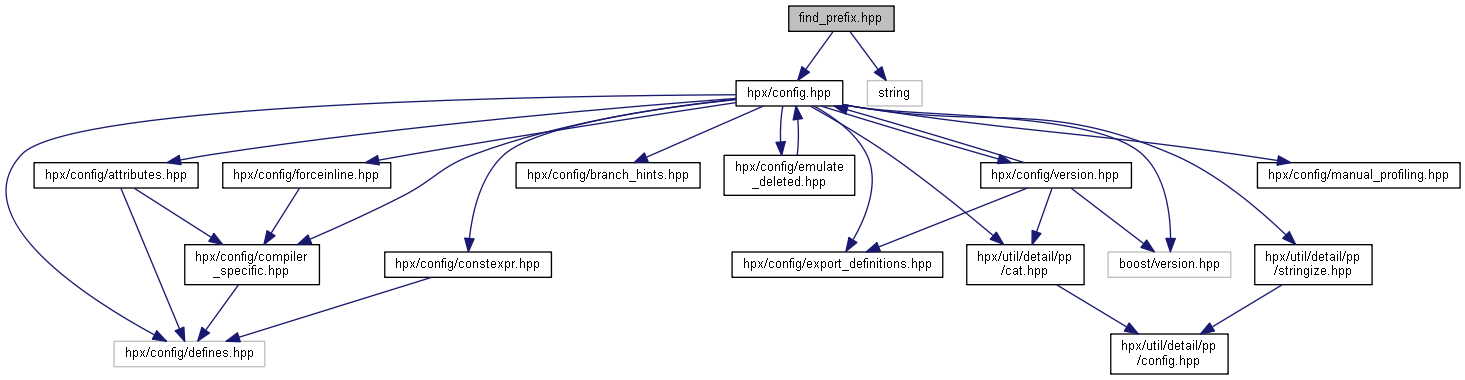 find_prefix.hpp
hpx/config.hpp
string
hpx/config/attributes.hpp
hpx/config/forceinline.hpp
hpx/config/branch_hints.hpp
hpx/config/emulate
_deleted.hpp
hpx/config/version.hpp
hpx/config/manual_profiling.hpp
hpx/config/compiler
_specific.hpp
hpx/config/constexpr.hpp
hpx/config/export_definitions.hpp
hpx/util/detail/pp
/cat.hpp
boost/version.hpp
hpx/util/detail/pp
/stringize.hpp
hpx/config/defines.hpp
hpx/util/detail/pp
/config.hpp